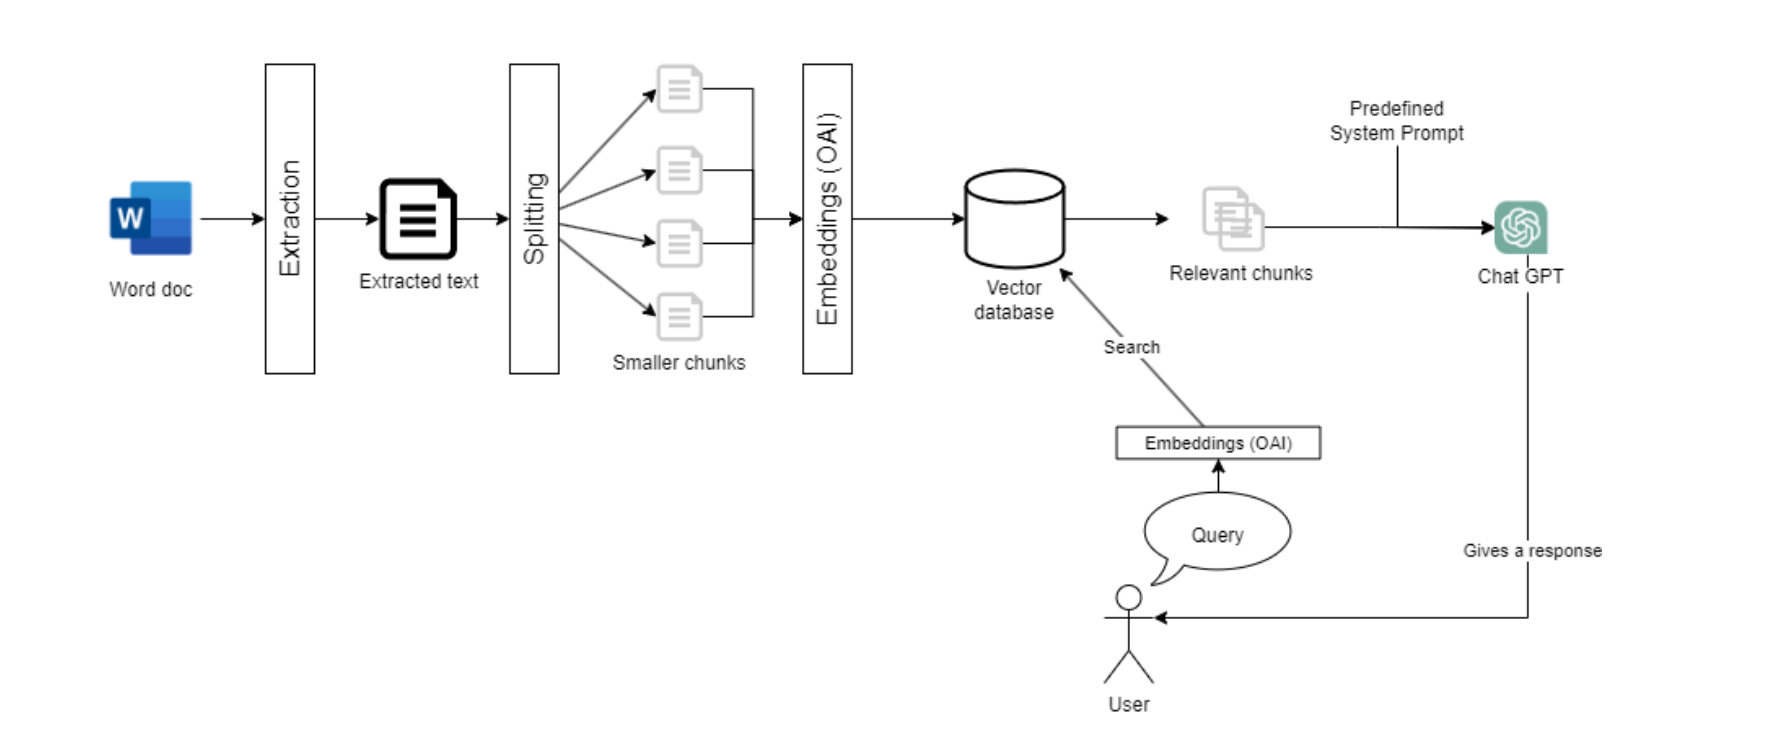 W
Word doc
Extraction
Extracted text
Splitting
Smaller chunks
Embeddings (OAI)
Vector
database
Search
Relevant chunks
Predefined
System Prompt
Chat GPT
Embeddings (OAI)
Query
User
Gives a response